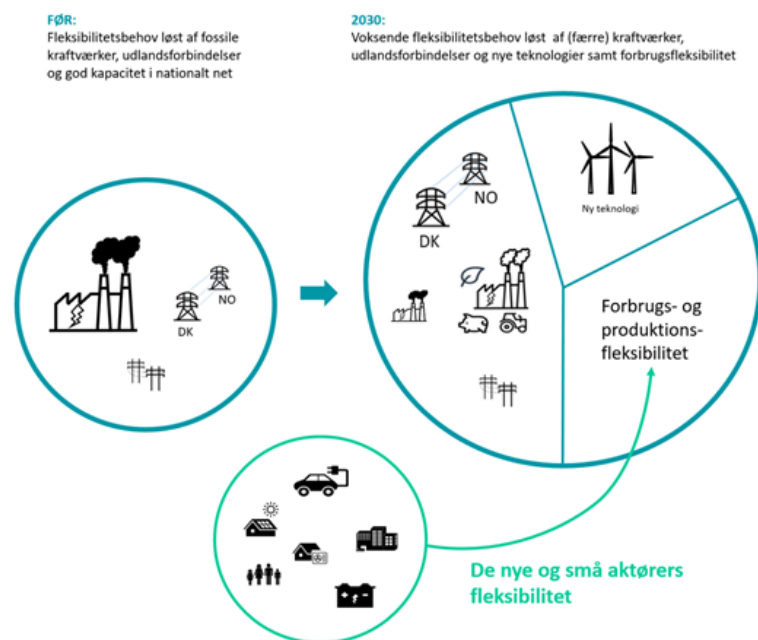 FØR:
Fleksibilitetsbehov løst af fossile
kraftværker, udlandsforbindelser
og god kapacitet i nationalt net
2030:
Voksende fleksibilitetsbehov løst af (færre) kraftværker,
udlandsforbindelser og nye teknologier samt forbrugsfleksibilitet
NO
DK
NO
DK
Ny teknologi
Forbrugs- og
produktions-
fleksibilitet
De nye og små aktørers
fleksibilitet